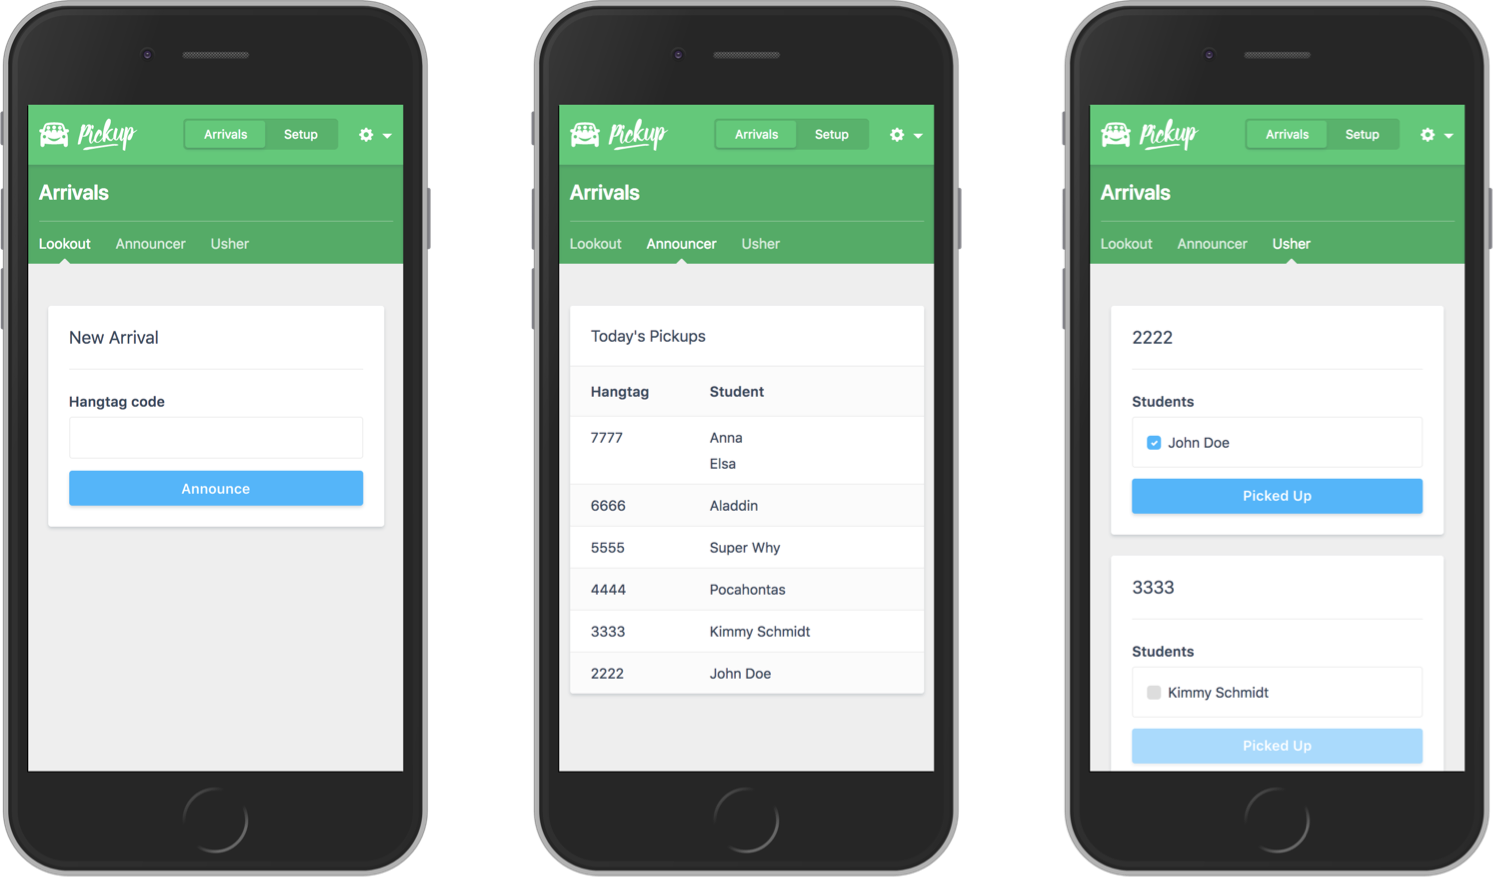 Pickup
Arrivals Setup
Arrivals
Lookout Announcer Usher
New Arrival
Hangtag code
Announce
Pickup
Arrivals Setup
Arrivals
Lookout Announcer Usher
Today's Pickups
Hangtag Student
7777 Anna
Elsa
6666 Aladdin
5555 Super Why
4444 Pocahontas
3333 Kimmy Schmidt
2222 John Doe
Pickup
Arrivals Setup
Arrivals
Lookout Announcer Usher
2222
Students
John Doe
Picked Up
3333
Students
Kimmy Schmidt
Picked Up